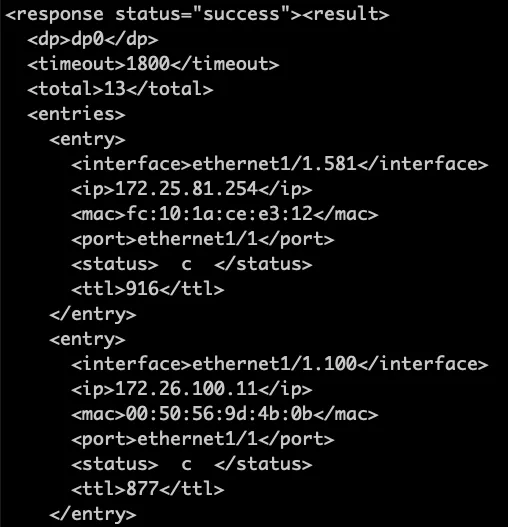 <response status="success"><result>
  <dp>dp0</dp>
  <timeout>1800</timeout>
  <total>13</total>
  <entries>
    <entry>
      <interface>ethernet1/1.581</interface>
      <ip>172.25.81.254</ip>
      <mac>fc:10:1a:ce:e3:12</mac>
      <port>ethernet1/1</port>
      <status>  c  </status>
      <ttl>916</ttl>
    </entry>
    <entry>
      <interface>ethernet1/1.100</interface>
      <ip>172.26.100.11</ip>
      <mac>00:50:56:9d:4b:0b</mac>
      <port>ethernet1/1</port>
      <status>  c  </status>
      <ttl>877</ttl>
    </entry>